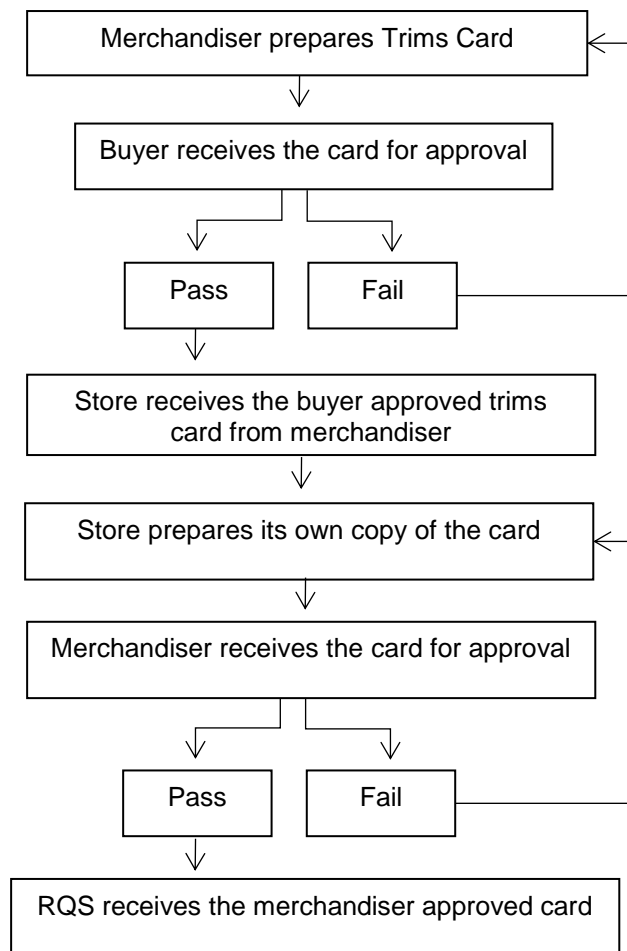 Merchandiser prepares Trims Card
Buyer receives the card for approval
Pass
Fail
Store receives the buyer approved trims
card from merchandiser
Store prepares its own copy of the card
Merchandiser receives the card for approval
Pass
Fail
RQS receives the merchandiser approved card